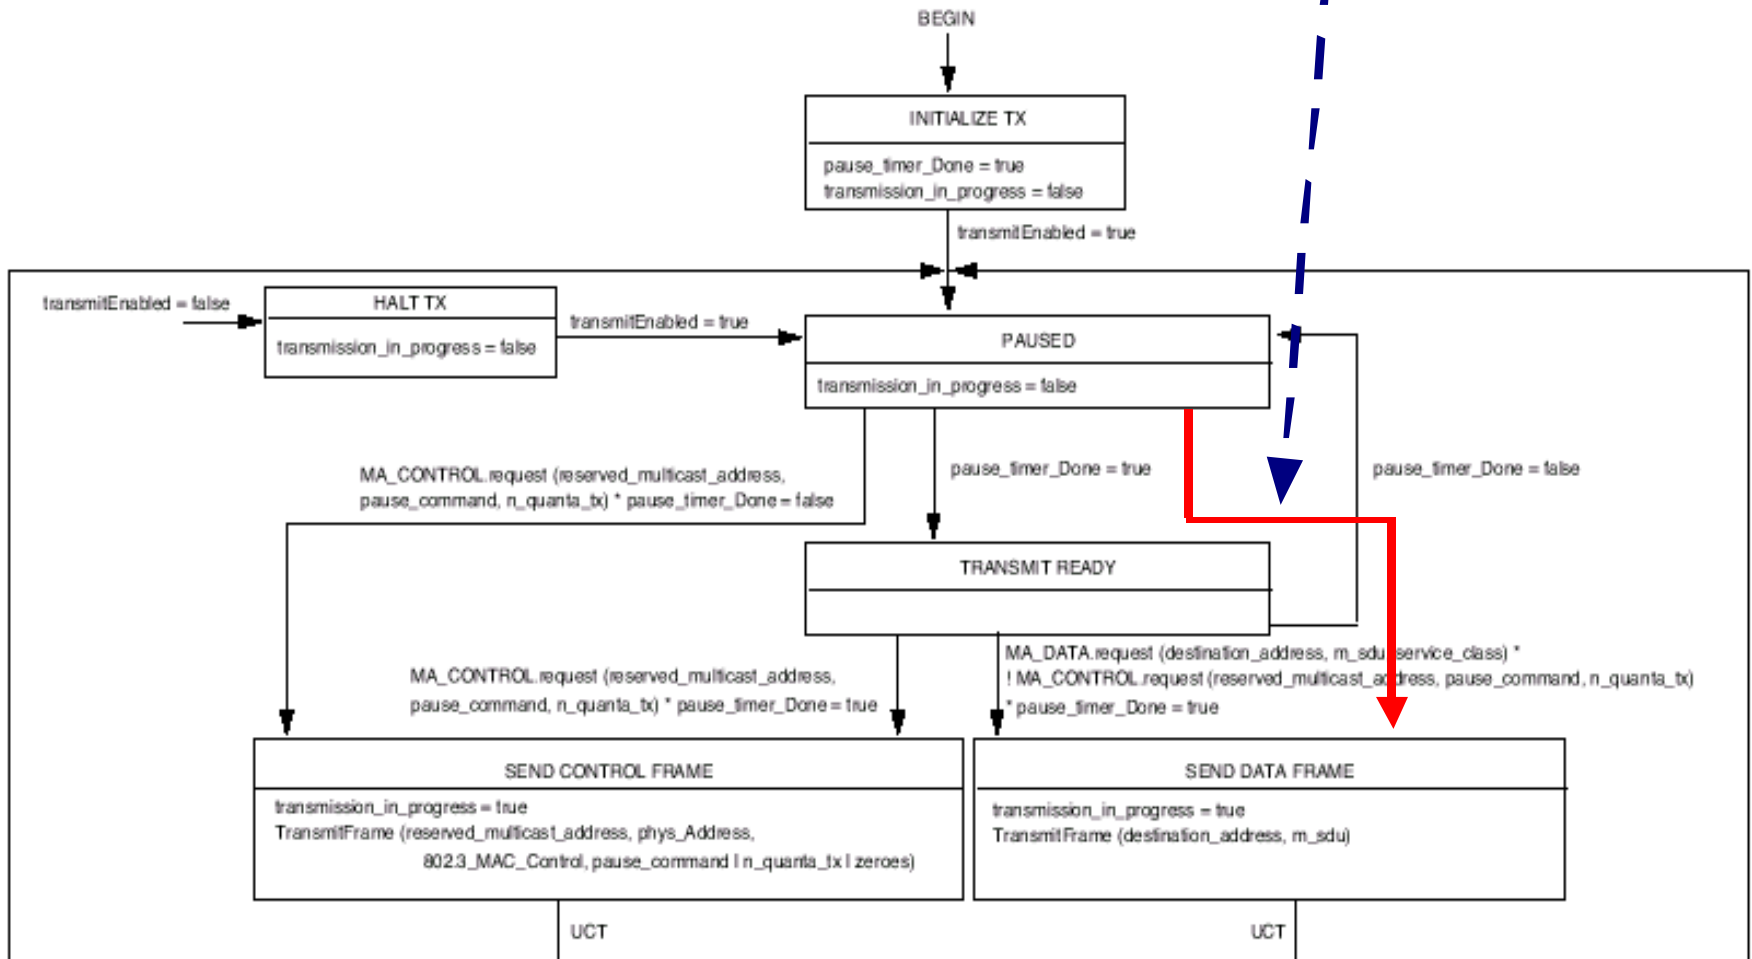 BEGIN
INITIALIZE TX
pause_timer_Done = true
transmission_in_progress = false
transmitEnabled = true
transmitEnabled = false
HALT TX
transmission_in_progress = false
transmitEnabled = true
PAUSED
transmission_in_progress = false
MA_CONTROL.request (reserved_multicast_address,
pause_command, n_quanta_tx) * pause_timer_Done = false
pause_timer_Done = true
pause_timer_Done = false
TRANSMIT READY
MA_CONTROL.request (reserved_multicast_address,
pause_command, n_quanta_tx) * pause_timer_Done = true
MA_DATA.request (destination_address, m_sdu, service_class) *
! MA_CONTROL.request (reserved_multicast_address, pause_command, n_quanta_tx)
* pause_timer_Done = true
SEND CONTROL FRAME
transmission_in_progress = true
TransmitFrame (reserved_multicast_address, phys_Address,
802.3_MAC_Control, pause_command | n_quanta_tx | zeroes)
SEND DATA FRAME
transmission_in_progress = true
TransmitFrame (destination_address, m_sdu)
UCT
UCT